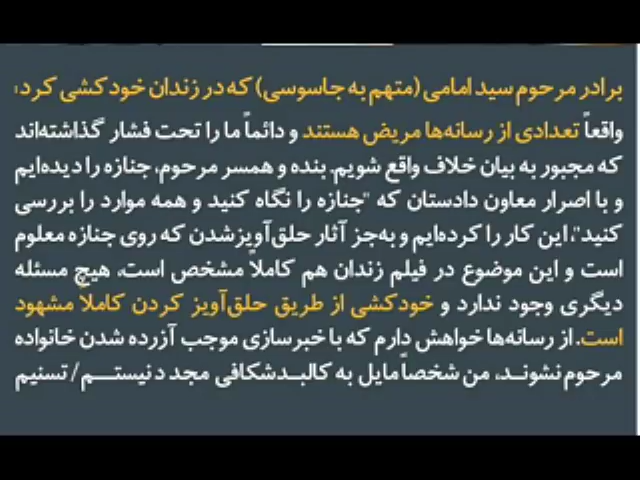 برادر مرحوم سید امامی (متهم به جاسوسی) که در زندان خودکشی کرد:
واقعاً تعدادی از رسانه‌ها مریض هستند و دائماً ما را تحت فشار گذاشته‌اند
که مجبور به بیان خلاف واقع شویم. بنده و همسر مرحوم، جنازه را دیده‌ایم
و با اصرار معاون دادستان که "جنازه را نگاه کنید و همه موارد را بررسی
کنید"، این کار را کرده‌ایم و به‌جز آثار حلق‌آویز شدن که روی جنازه معلوم
است و این موضوع در فیلم زندان هم کاملاً مشخص است، هیچ مسئله
دیگری وجود ندارد و خودکشی از طریق حلق‌آویز کردن کاملا مشهود
است. از رسانه‌ها خواهش دارم که با خبرسازی موجب آزرده شدن خانواده
مرحوم نشوند، من شخصاً مایل به کالبدشکافی مجدد نیستم/ تسنیم